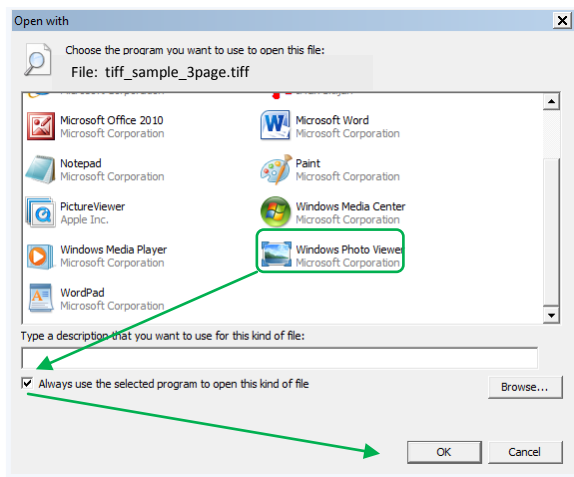 Open with
Choose the program you want to use to open this file:
File: tiff_sample_3page.tiff
Microsoft Office 2010
Microsoft Corporation
Microsoft Word
Microsoft Corporation
Notepad
Microsoft Corporation
Paint
Microsoft Corporation
PictureViewer
Apple Inc.
Windows Media Center
Microsoft Corporation
Windows Media Player
Microsoft Corporation
Windows Photo Viewer
Microsoft Corporation
WordPad
Microsoft Corporation
Type a description that you want to use for this kind of file:
Always use the selected program to open this kind of file
Browse...
OK
Cancel